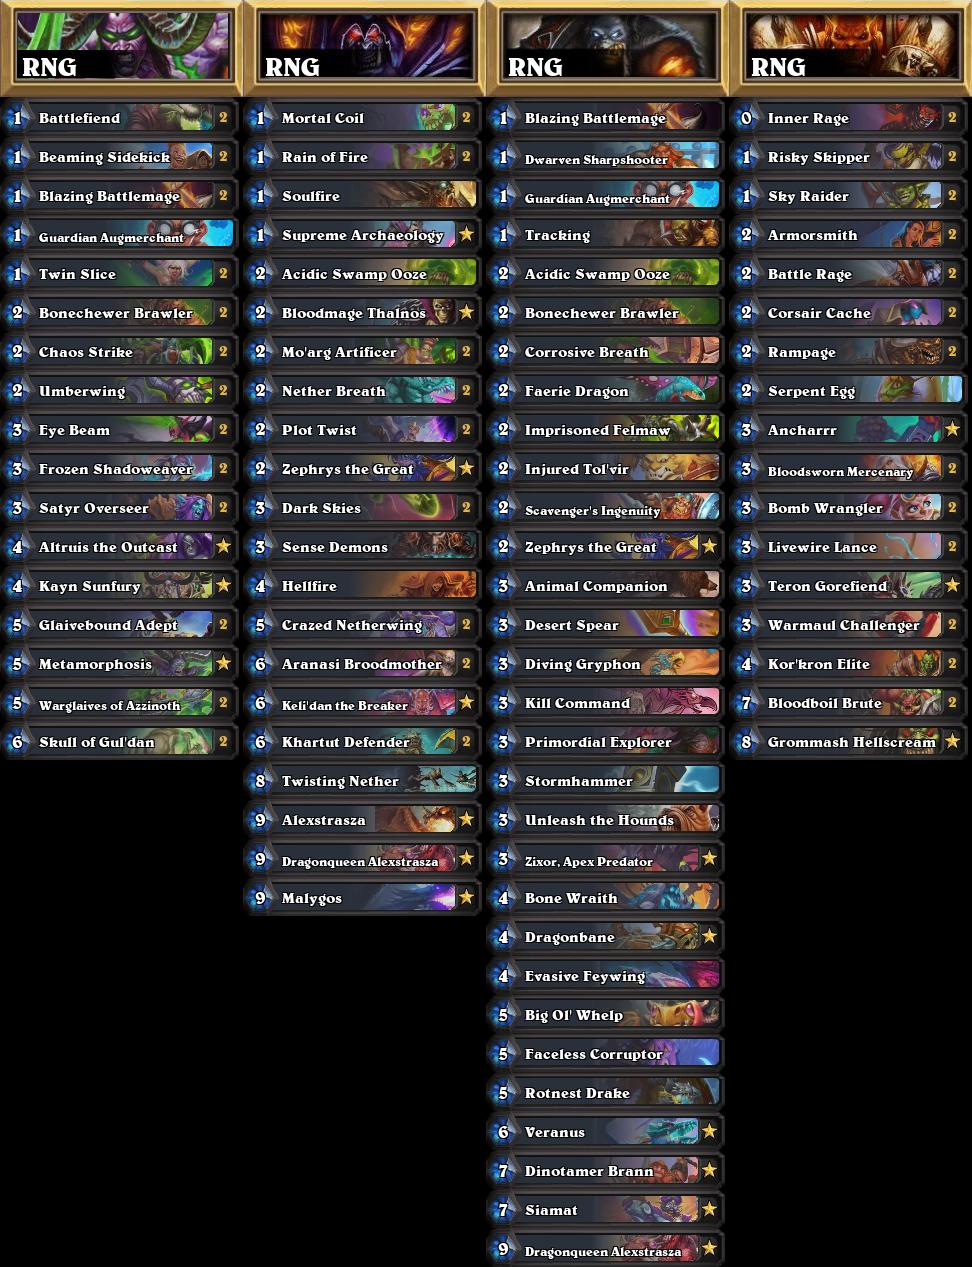 RNG
1 Battlefiend 2
1 Beaming Sidekick 2
1 Blazing Battlemage 2
1 Guardian Augmerchant
1 Twin Slice 2
2 Bonechewer Brawler 2
2 Chaos Strike 2
2 Umberwing 2
3 Eye Beam 2
3 Frozen Shadoweaver 2
3 Satyr Overseer 2
4 Altruis the Outcast
4 Kayn Sunfury
5 Glaivebound Adept 2
5 Metamorphosis
5 Warglaives of Azzinoth 2
6 Skull of Gul'dan 2
RNG
1 Mortal Coil 2
1 Rain of Fire 2
1 Soulfire
1 Supreme Archaeology
2 Acidic Swamp Ooze
2 Bloodmage Thalnos
2 Mo'arg Artificer 2
2 Nether Breath 2
2 Plot Twist 2
2 Zephrys the Great
3 Dark Skies 2
3 Sense Demons
4 Hellfire
5 Crazed Netherwing 2
6 Aranasi Broodmother 2
6 Keli'dan the Breaker
6 Khartut Defender 2
8 Twisting Nether
9 Alexstrasza
9 Dragonqueen Alexstrasza
9 Malygos
RNG
1 Blazing Battlemage
1 Dwarven Sharpshooter
1 Guardian Augmerchant
1 Tracking
2 Acidic Swamp Ooze
2 Bonechewer Brawler
2 Corrosive Breath
2 Faerie Dragon
2 Imprisoned Felmaw
2 Injured Tol'vir
2 Scavenger's Ingenuity
2 Zephrys the Great
3 Animal Companion
3 Desert Spear
3 Diving Gryphon
3 Kill Command
3 Primordial Explorer
3 Stormhammer
3 Unleash the Hounds
3 Zixor, Apex Predator
4 Bone Wraith
4 Dragonbane
4 Evasive Feywing
5 Big Ol' Whelp
5 Faceless Corruptor
5 Rotnest Drake
6 Veranus
7 Dinotamer Brann
7 Siamat
9 Dragonqueen Alexstrasza
RNG
0 Inner Rage 2
1 Risky Skipper 2
1 Sky Raider 2
2 Armorsmith 2
2 Battle Rage 2
2 Corsair Cache 2
2 Rampage 2
2 Serpent Egg
3 Ancharrr
3 Bloodsworn Mercenary 2
3 Bomb Wrangler 2
3 Livewire Lance 2
3 Teron Gorefiend
3 Warmaul Challenger 2
4 Kor'kron Elite 2
7 Bloodboil Brute 2
8 Grommash Hellscream